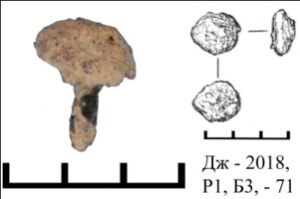 Дж - 2018,
Р1, Б3, - 71